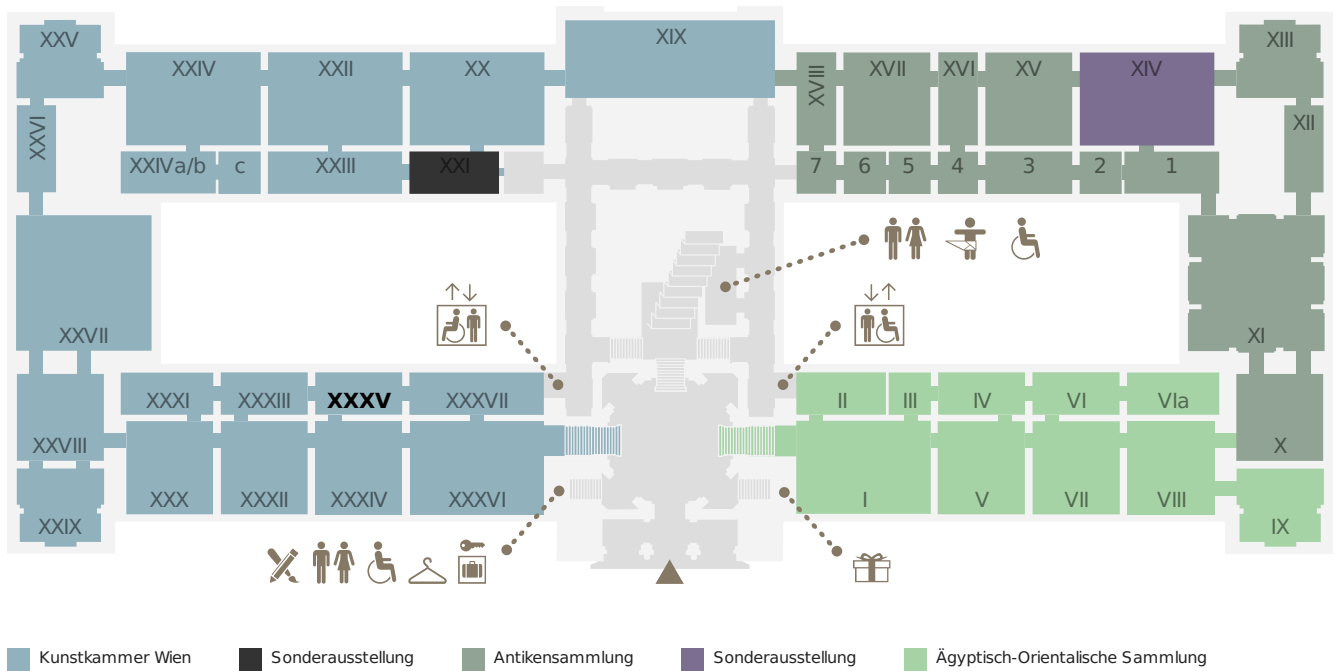 XXV
XXIV
XXII
XX
XIX
XVIII
XVII
XVI
XV
XIV
XIII
XXVI
XII
XXIVa/b
c
XXIII
XXI
7
6
5
4
3
2
1
XXVII
XI
XXXI
XXXIII
XXXV
XXXVII
II
III
IV
VI
VIa
XXVIII
X
XXX
XXXII
XXXIV
XXXVI
I
V
VII
VIII
XXIX
IX
Kunstkammer Wien
Sonderausstellung
Antikensammlung
Sonderausstellung
Ägyptisch-Orientalische Sammlung